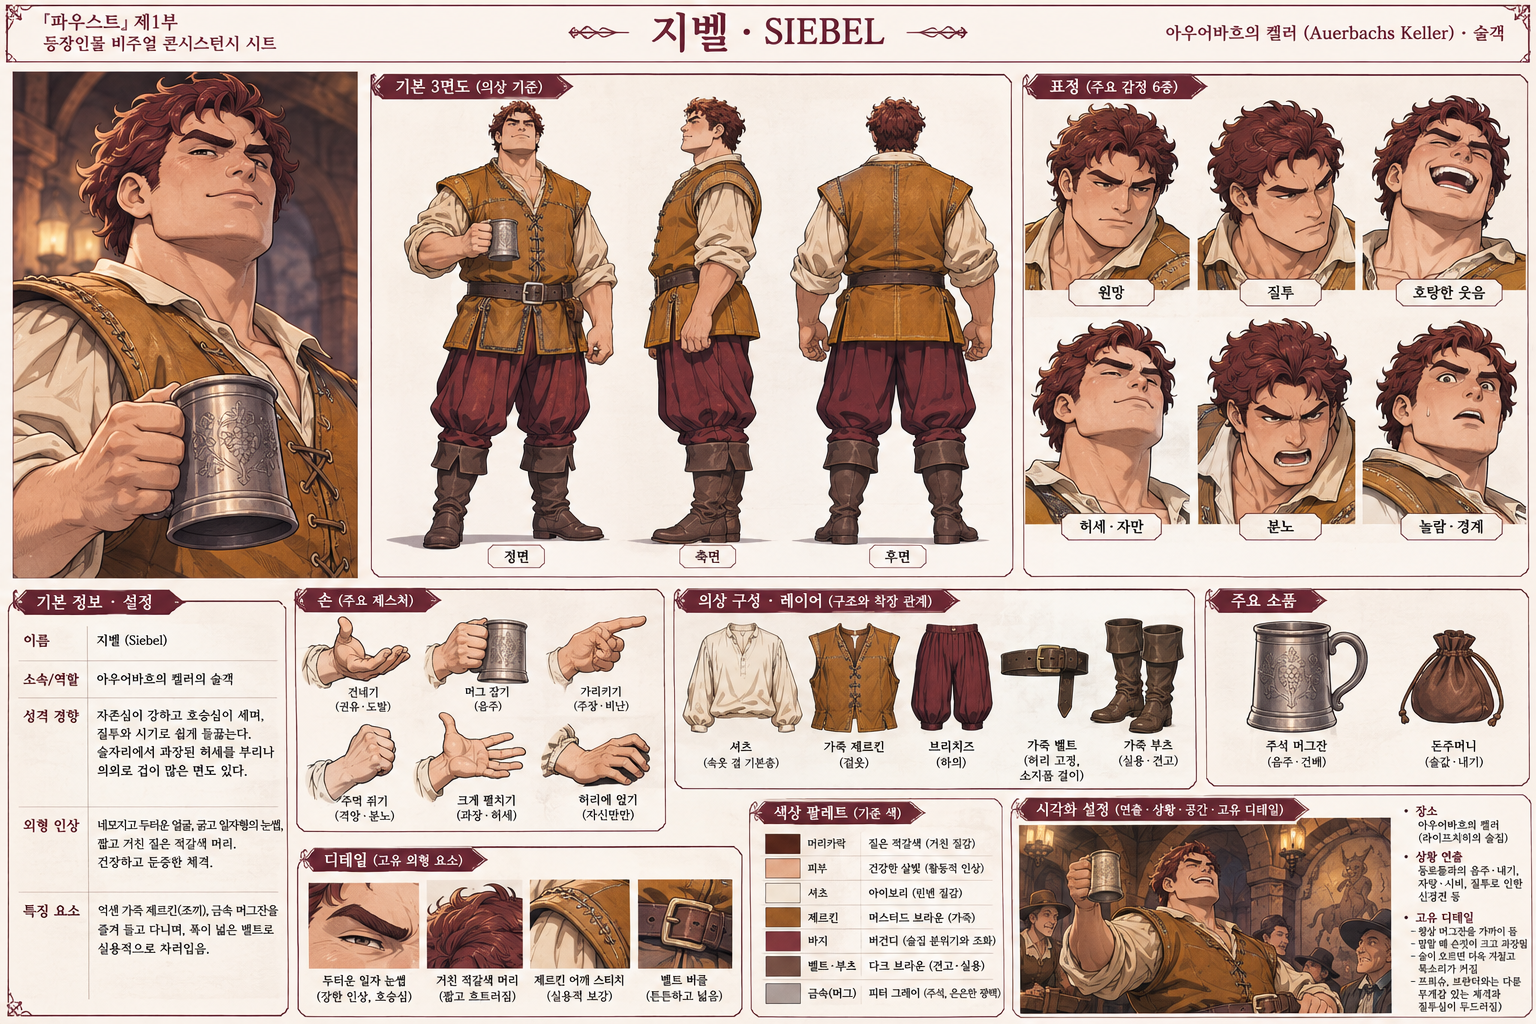 『파우스트』 제1부
등장인물 비주얼 콘시스턴시 시트
지벨 · SIEBEL
아우어바흐의 켈러 (Auerbachs Keller) · 술객
기본 3면도 (의상 기준)
정면
측면
후면
표정 (주요 감정 6종)
원망
질투
호탕한 웃음
허세 · 자만
분노
놀람 · 경계
기본 정보 · 설정
이름
지벨 (Siebel)
소속/역할
아우어바흐의 켈러의 술객
성격 경향
자존심이 강하고 호승심이 세며,
질투와 시기로 쉽게 들끓는다.
술자리에서 과장된 허세를 부리나
의외로 겁이 많은 면도 있다.
외형 인상
네모지고 두터운 얼굴, 굵고 일자형의 눈썹,
짧고 거친 짙은 적갈색 머리.
건장하고 둔중한 체격.
특징 요소
억센 가죽 제르킨(조끼), 금속 머그잔을
즐겨 들고 다니며, 폭이 넓은 벨트로
실용적으로 차려입음.
손 (주요 제스처)
건네기
(권유 · 도발)
머그 잡기
(음주)
가리키기
(주장 · 비난)
주먹 쥐기
(격앙 · 분노)
크게 펼치기
(과장 · 허세)
허리에 얹기
(자신만만)
의상 구성 · 레이어 (구조와 착장 관계)
셔츠
(속옷 겸 기본층)
가죽 제르킨
(겉옷)
브리치즈
(하의)
가죽 벨트
(허리 고정,
소지품 걸이)
가죽 부츠
(실용 · 견고)
주요 소품
주석 머그잔
(음주 · 건배)
돈주머니
(술값 · 내기)
디테일 (고유 외형 요소)
두터운 일자 눈썹
(강한 인상, 호승심)
거친 적갈색 머리
(짧고 흐트러짐)
제르킨 어깨 스티치
(실용적 보강)
벨트 버클
(튼튼하고 넓음)
색상 팔레트 (기준 색)
머리카락
짙은 적갈색 (거친 질감)
피부
건강한 살빛 (활동적 인상)
셔츠
아이보리 (린넨 질감)
제르킨
머스터드 브라운 (가죽)
바지
버건디 (술집 분위기와 조화)
벨트 · 부츠
다크 브라운 (견고 · 실용)
금속(머그)
퓨터 그레이 (주석, 은은한 광택)
시각화 설정 (연출 · 상황 · 공간 · 고유 디테일)
• 장소
아우어바흐의 켈러
(라이프치히의 술집)
• 상황 연출
음주 · 내기,
자랑 · 시비, 질투로 인한
신경전 등
• 고유 디테일
- 항상 머그잔을 가까이 둠
- 말할 때 손짓이 크고 과장됨
- 술이 오르면 더욱 거칠고
목소리가 커짐
- 프로슈, 브란더와는 다른
무게감 있는 체격과
질투심이 두드러짐)